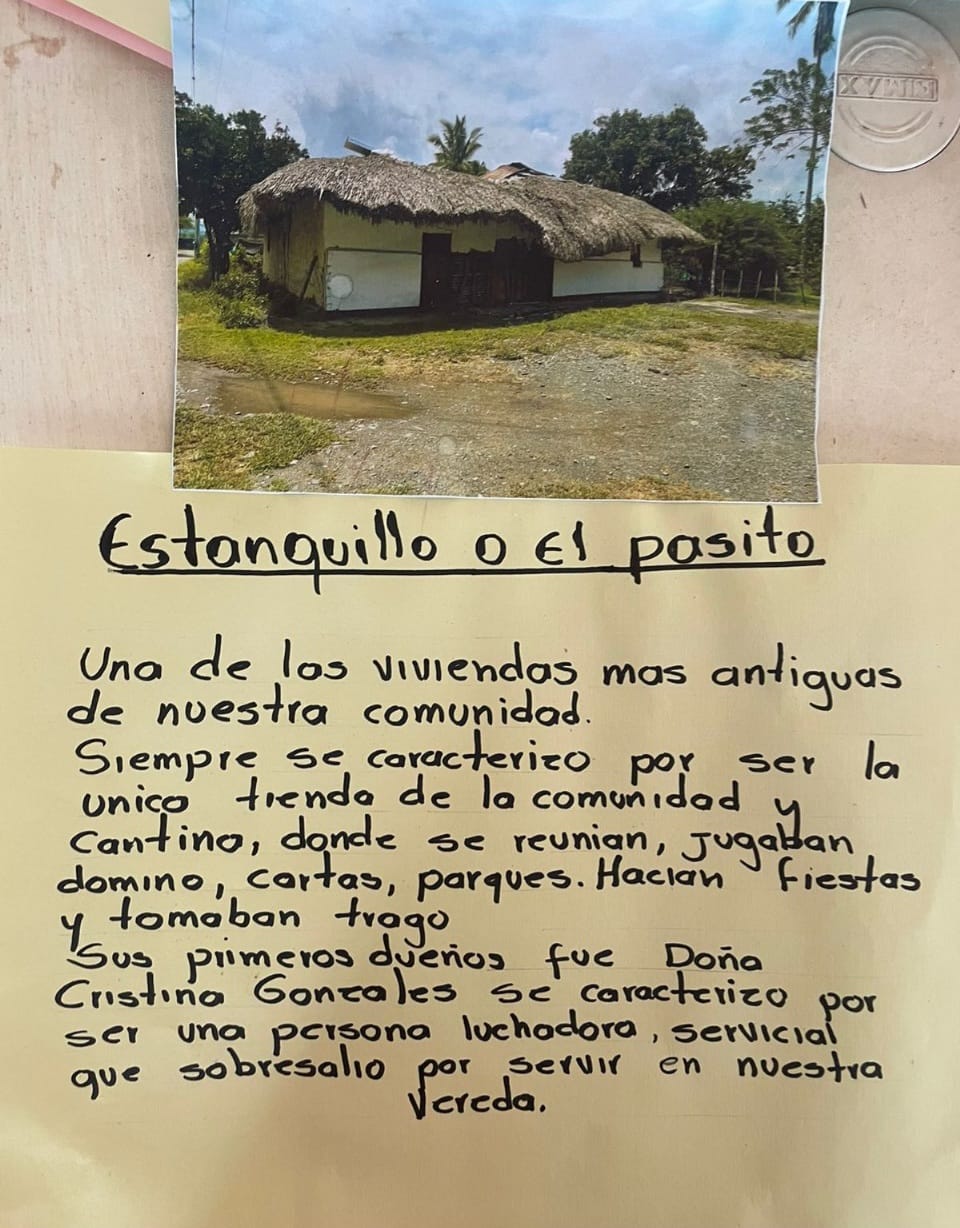 RIMAX
Estanquillo o El pasito
Una de las viviendas mas antiguas
de nuestra comunidad.
Siempre se caracterizo por ser la
unica tienda de la comunidad y
Cantina, donde se reunian, jugaban
domino, cartas, parques. Hacian fiestas
y tomaban trago
Sus primeros dueños fue Doña
Cristina Gonzales se caracterizo por
ser una persona luchadora, servicial
que sobresalio por servir en nuestra
Vereda.